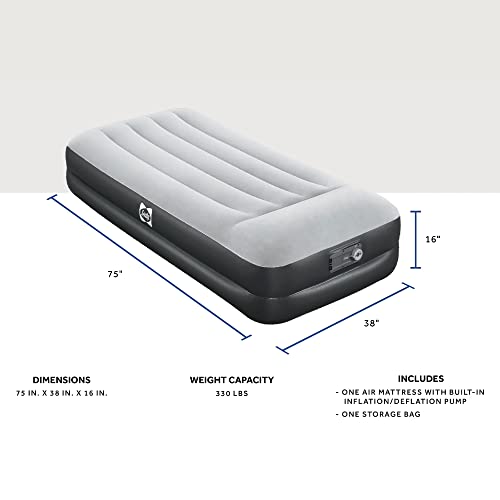 16"
75"
38"
DIMENSIONS
75 IN. X 38 IN. X 16 IN.
WEIGHT CAPACITY
330 LBS
INCLUDES
- ONE AIR MATTRESS WITH BUILT-IN
INFLATION/DEFLATION PUMP
- ONE STORAGE BAG